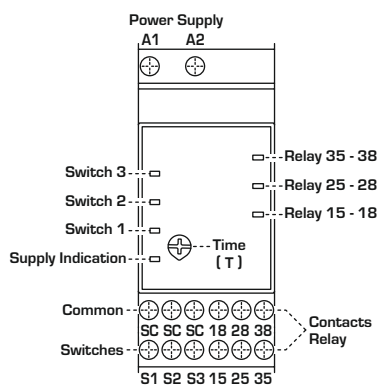 Power Supply
A1 A2
Relay 35 - 38
Switch 3
Relay 25 - 28
Switch 2
Relay 15 - 18
Switch 1
Time
( T )
Supply Indication
Common
SC SC SC 18 28 38
Contacts
Relay
Switches
S1 S2 S3 15 25 35